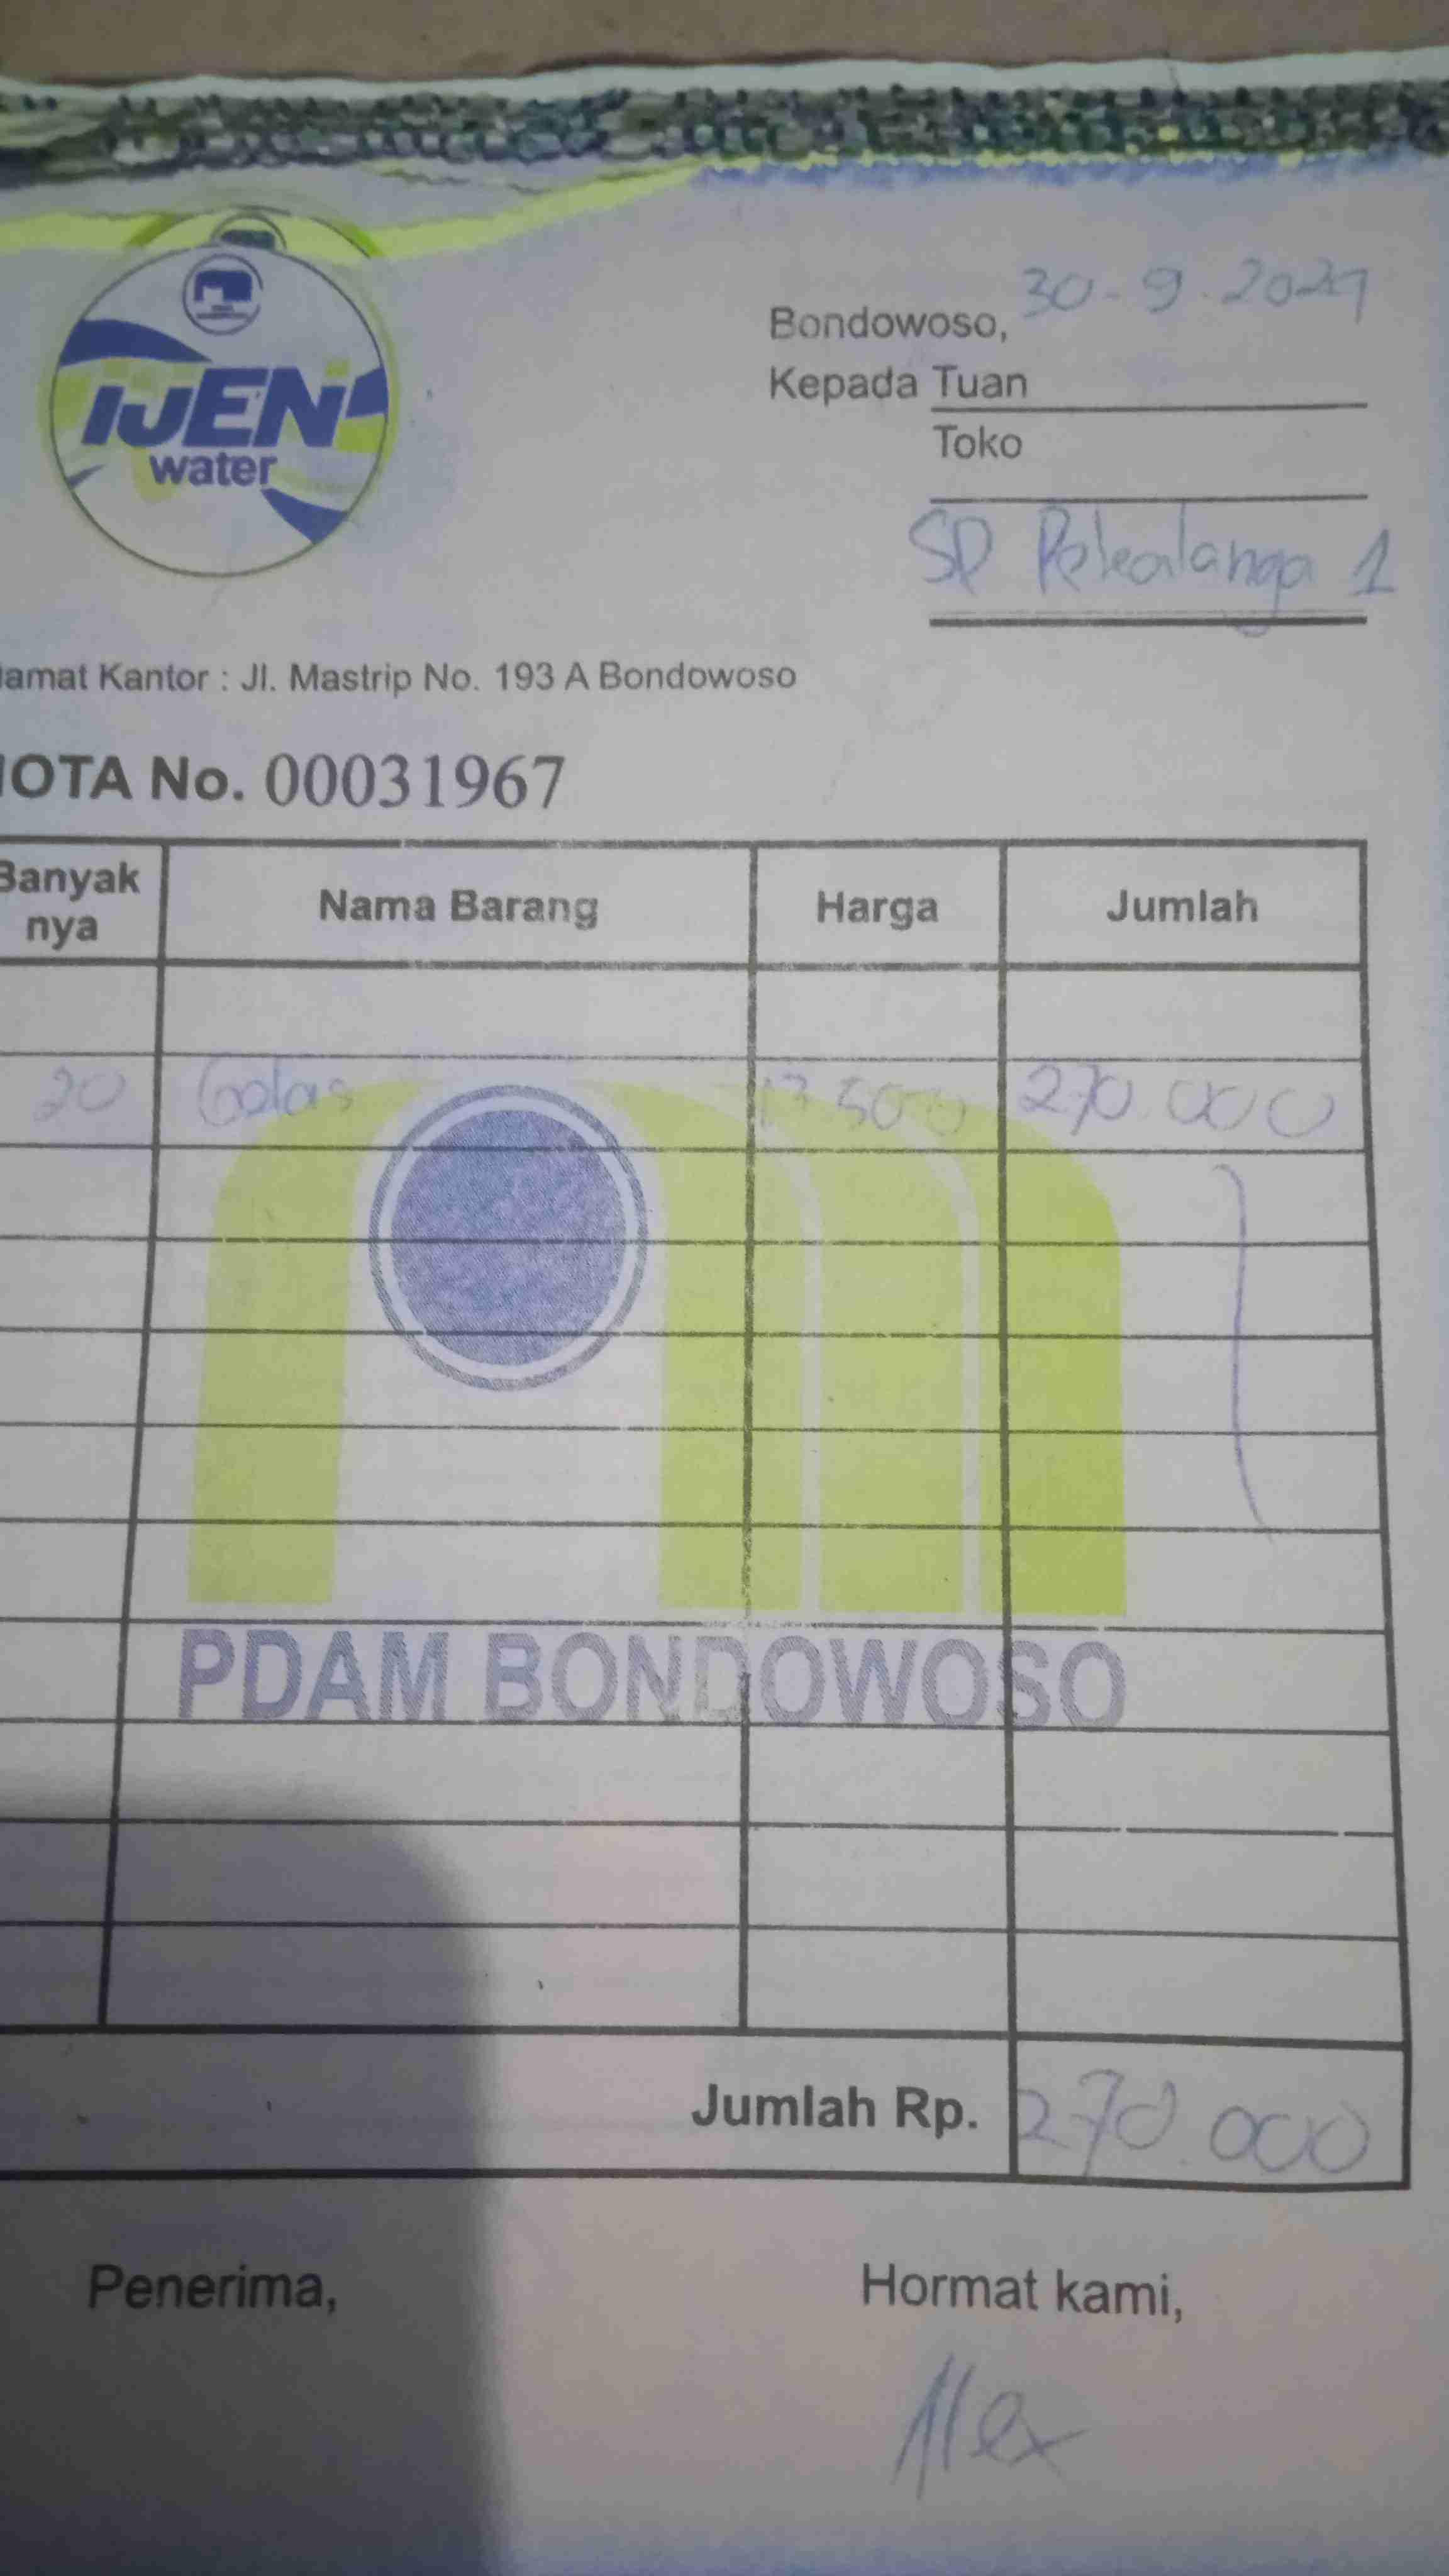 IJEN
water
Bondowoso, 30-9-2024
Kepada Tuan
Toko
SD Pekalangan 1
lamat Kantor : Jl. Mastrip No. 193 A Bondowoso
NOTA No. 00031967
Banyak nya Nama Barang Harga Jumlah
20 Gelas 13.500 270.000
PDAM BONDOWOSO
Jumlah Rp. 270.000
Penerima, Hormat kami,
Alex